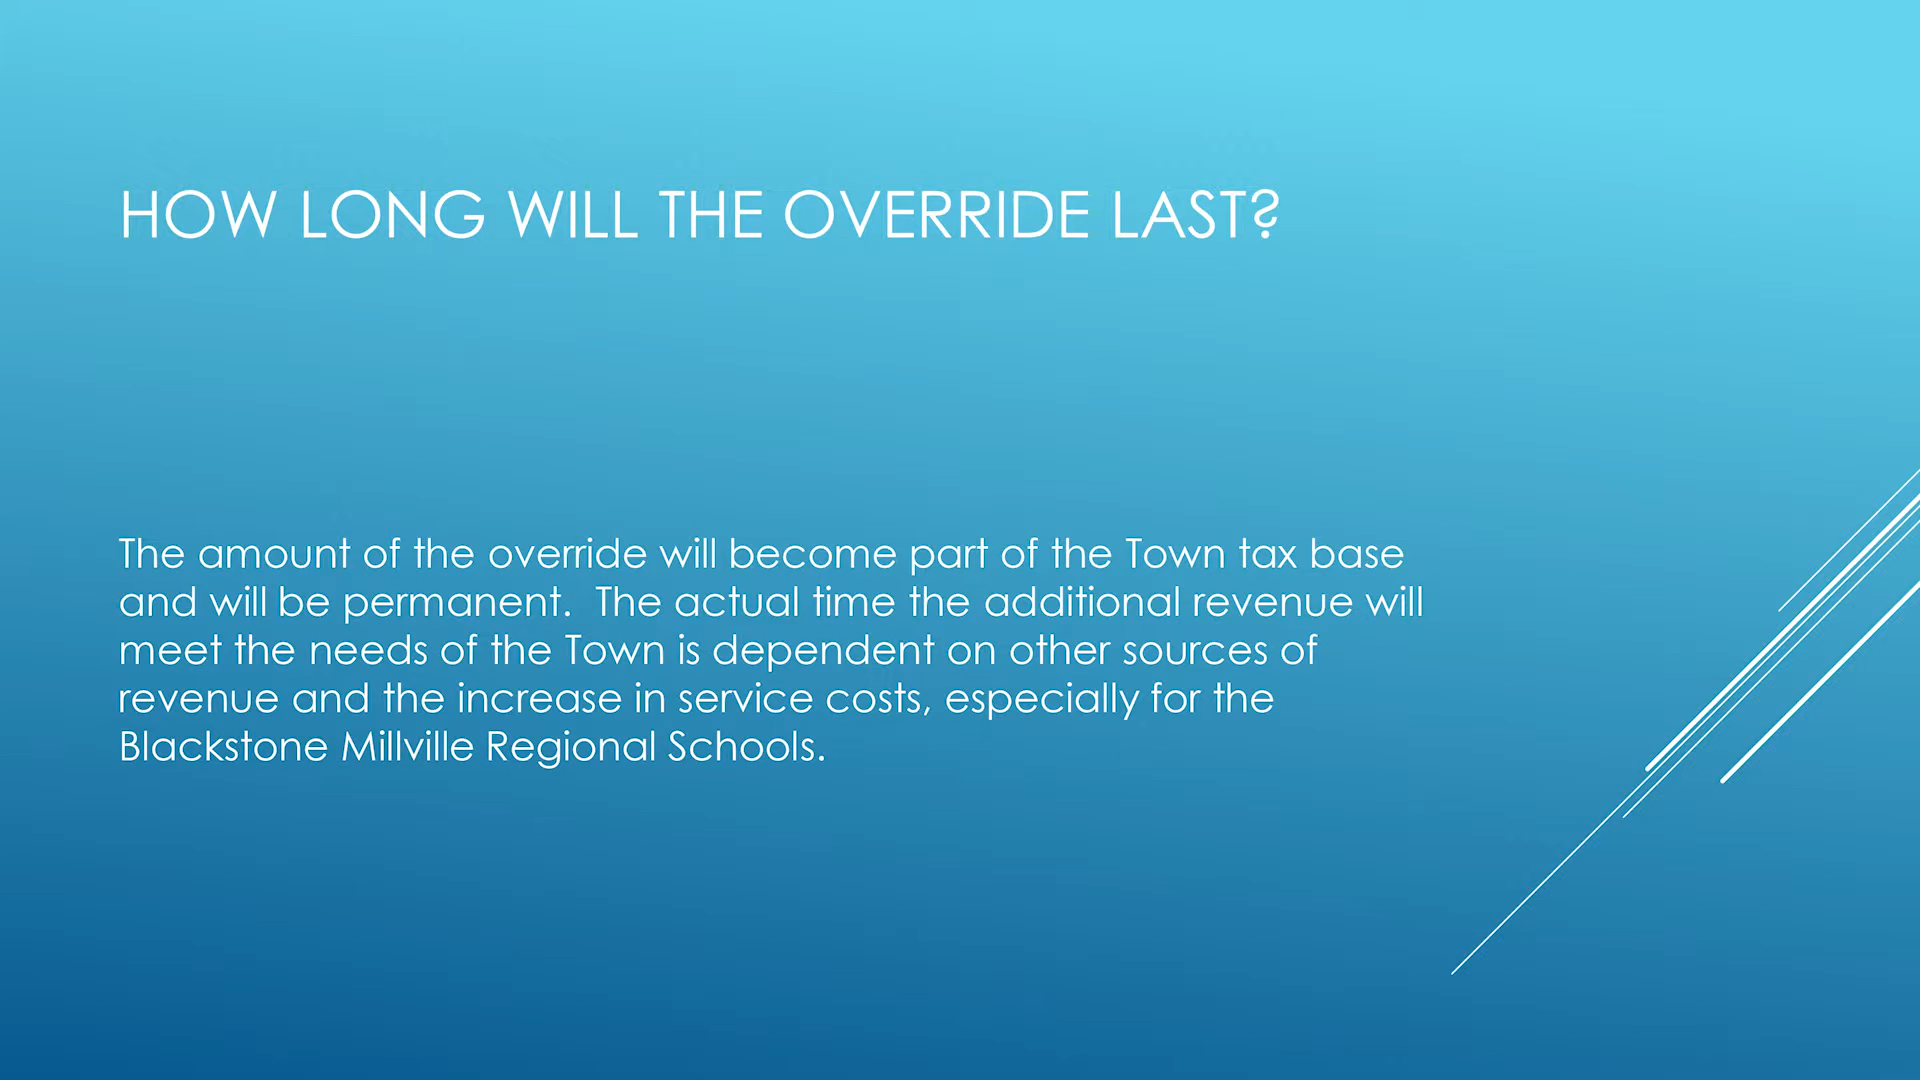 HOW LONG WILL THE OVERRIDE LAST?
The amount of the override will become part of the Town tax base
and will be permanent.  The actual time the additional revenue will
meet the needs of the Town is dependent on other sources of
revenue and the increase in service costs, especially for the
Blackstone Millville Regional Schools.